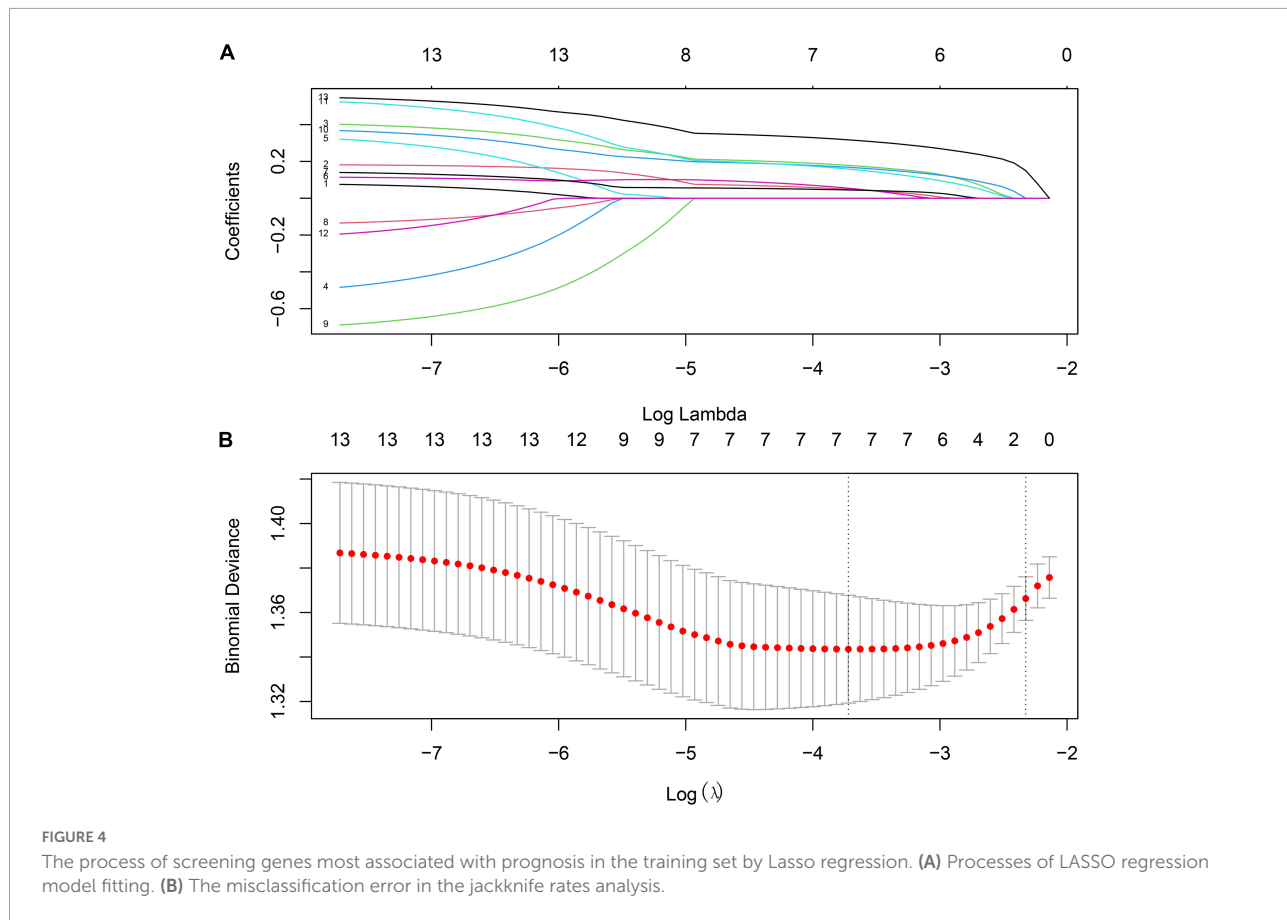 A
13 13 8 7 6 0
Coefficients
0.2
−0.2
−0.6
13
11
3
10
5
2
7
6
1
8
12
4
9
−7 −6 −5 −4 −3 −2
Log Lambda
B
13 13 13 13 13 12 9 9 7 7 7 7 7 7 7 6 4 2 0
Binomial Deviance
1.40
1.36
1.32
−7 −6 −5 −4 −3 −2
Log (λ)
FIGURE 4
The process of screening genes most associated with prognosis in the training set by Lasso regression. (A) Processes of LASSO regression
model fitting. (B) The misclassification error in the jackknife rates analysis.